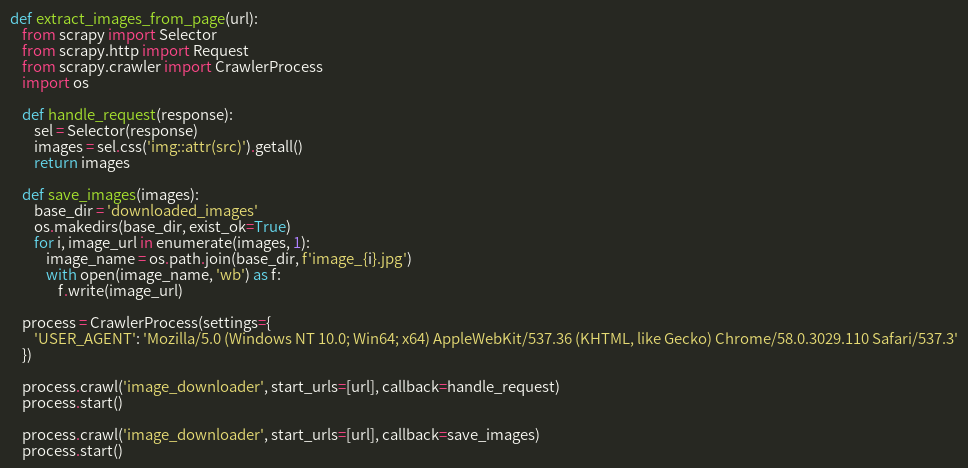 def extract_images_from_page(url):
    from scrapy import Selector
    from scrapy.http import Request
    from scrapy.crawler import CrawlerProcess
    import os

    def handle_request(response):
        sel = Selector(response)
        images = sel.css('img::attr(src)').getall()
        return images

    def save_images(images):
        base_dir = 'downloaded_images'
        os.makedirs(base_dir, exist_ok=True)
        for i, image_url in enumerate(images, 1):
            image_name = os.path.join(base_dir, f'image_{i}.jpg')
            with open(image_name, 'wb') as f:
                f.write(image_url)

    process = CrawlerProcess(settings={
        'USER_AGENT': 'Mozilla/5.0 (Windows NT 10.0; Win64; x64) AppleWebKit/537.36 (KHTML, like Gecko) Chrome/58.0.3029.110 Safari/537.3'
    })

    process.crawl('image_downloader', start_urls=[url], callback=handle_request)
    process.start()

    process.crawl('image_downloader', start_urls=[url], callback=save_images)
    process.start()